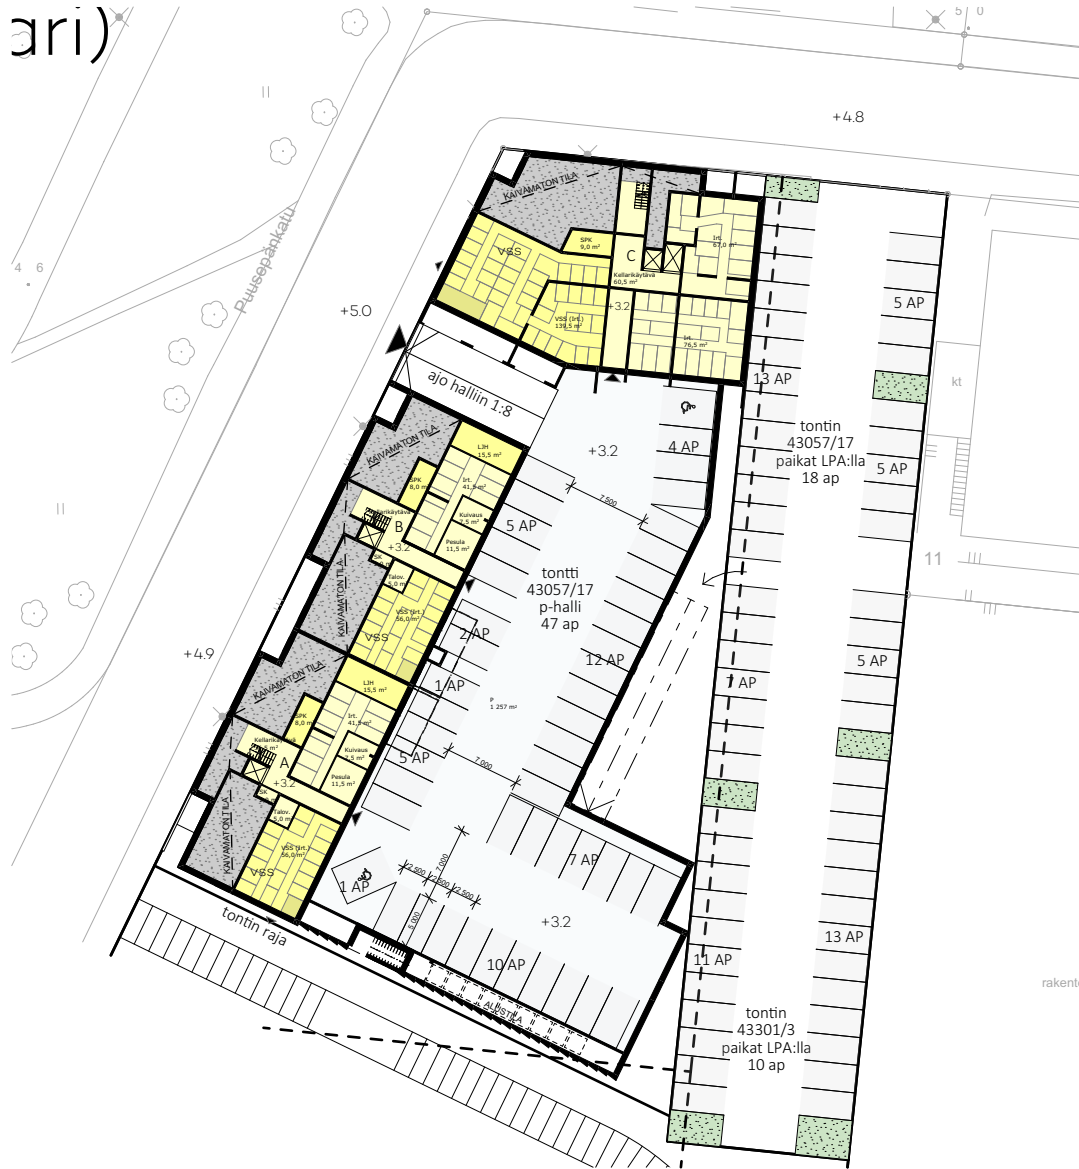 ari)
5 0
+4.8
Puusepänkatu
4 6
+5.0
KAIVAMATON TILA
VSS
SPK
9,0 m²
C
Kellarikäytävä
60,5 m²
+3.2
Irt.
67,0 m²
VSS (Irt.)
139,5 m²
Irt.
76,5 m²
5 AP
13 AP
kt
ajo halliin 1:8
+3.2
4 AP
tontin
43057/17
paikat LPA:lla
18 ap
5 AP
KAIVAMATON TILA
LJH
15,5 m²
SPK
8,0 m²
Irt.
B
+3.2
Kuivaus
7,5 m²
Pesula
11,5 m²
SK
Talov.
5,0 m²
KAIVAMATON TILA
VSS (Irt.)
56,0 m²
VSS
7 500
5 AP
tontti
43057/17
p-halli
47 ap
11
+4.9
2 AP
12 AP
5 AP
1 AP
7 AP
P
1 257 m²
KAIVAMATON TILA
LJH
15,5 m²
SPK
8,0 m²
Irt.
Kellarikäytävä
A
+3.2
Kuivaus
Pesula
11,5 m²
SK
Talov.
5,0 m²
KAIVAMATON TILA
VSS (Irt.)
56,0 m²
VSS
5 AP
7 000
7 000
7 AP
1 AP
2 500
2 500
2 500
5 000
+3.2
tontin raja
10 AP
ALUSTILA
13 AP
11 AP
rakent
tontin
43301/3
paikat LPA:lla
10 ap